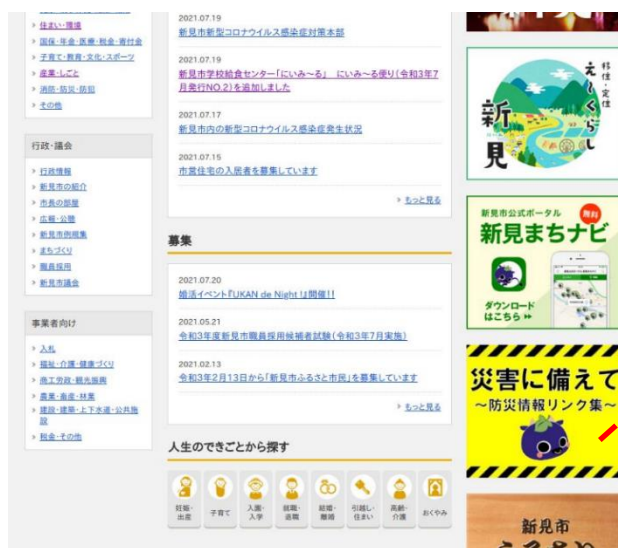 › 住まい・環境
› 国保・年金・医療・税金・寄付金
› 子育て・教育・文化・スポーツ
› 産業・しごと
› 消防・防災・防犯
› その他
行政・議会
› 行政情報
› 新見市の紹介
› 市長の部屋
› 広報・公聴
› 新見市例規集
› まちづくり
› 職員採用
› 新見市議会
事業者向け
› 入札
› 福祉・介護・健康づくり
› 商工労政・観光振興
› 農業・畜産・林業
› 建設・建築・上下水道・公共施
設
› 税金・その他
2021.07.19
新見市新型コロナウイルス感染症対策本部
2021.07.19
新見市学校給食センター「にいみ～る」 にいみ～る便り(令和3年7
月発行NO.2)を追加しました
2021.07.17
新見市内の新型コロナウイルス感染症発生状況
2021.07.15
市営住宅の入居者を募集しています
› もっと見る
募集
2021.07.20
婚活イベント『UKAN de Night !』開催!!
2021.05.21
令和3年度新見市職員採用候補者試験(令和3年7月実施)
2021.02.13
令和3年2月13日から「新見市ふるさと市民」を募集しています
› もっと見る
人生のできごとから探す
妊娠・
出産
子育て
入園・
入学
就職・
退職
結婚・
離婚
引越し・
住まい
高齢・
介護
おくやみ
移住・定住
え～くらし
新見
新見市公式ポータル
無料
新見まちナビ
ダウンロード
はこちら
災害に備えて
～防災情報リンク集～
新見市